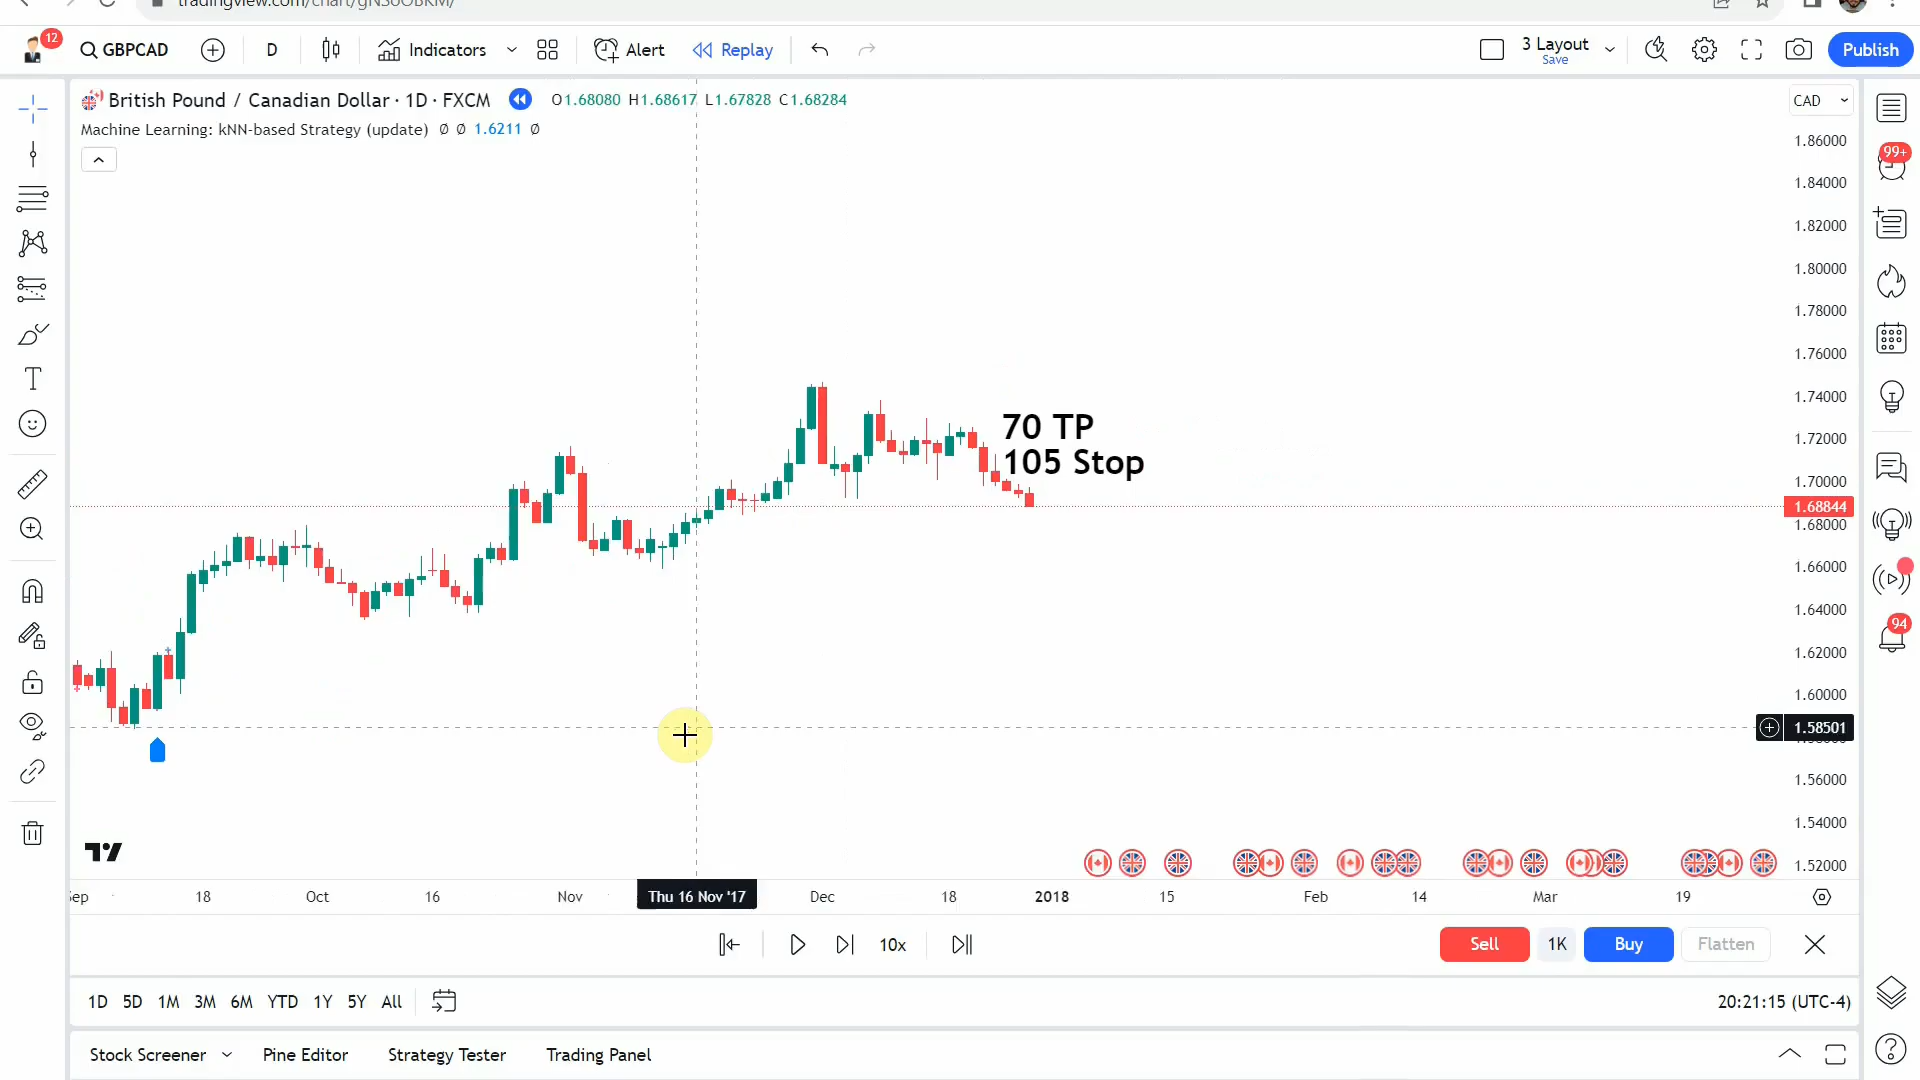 12
GBPCAD
D
Indicators
Alert
Replay
3 Layout
Save
Publish
British Pound / Canadian Dollar · 1D · FXCM
O1.68080 H1.68617 L1.67828 C1.68284
CAD
Machine Learning: kNN-based Strategy (update) Ø Ø 1.6211 Ø
1.86000
99+
1.84000
1.82000
1.80000
1.78000
1.76000
1.74000
70 TP
1.72000
105 Stop
1.70000
1.68844
1.68000
1.66000
1.64000
94
1.62000
1.60000
1.58501
1.56000
1.54000
1.52000
18
Oct
16
Nov
Thu 16 Nov '17
Dec
18
2018
15
Feb
14
Mar
19
10x
Sell
1K
Buy
Flatten
1D 5D 1M 3M 6M YTD 1Y 5Y All
20:21:15 (UTC-4)
Stock Screener
Pine Editor
Strategy Tester
Trading Panel